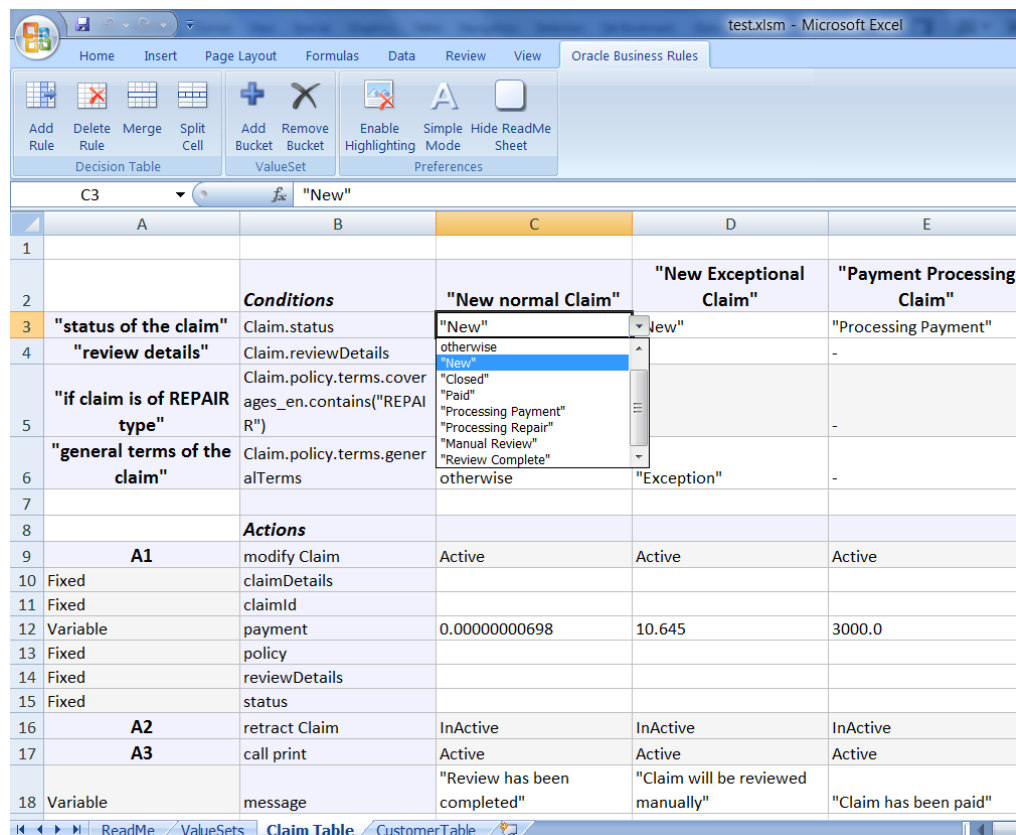 test.xlsm - Microsoft Excel
Home Insert Page Layout Formulas Data Review View Oracle Business Rules
Add Rule
Delete Rule
Merge
Split Cell
Add Bucket
Remove Bucket
Enable Highlighting
Simple Mode
Hide ReadMe Sheet
Decision Table ValueSet Preferences
C3 fx "New"
A B C D E
1
2 Conditions "New normal Claim" "New Exceptional Claim" "Payment Processing Claim"
3 "status of the claim" Claim.status "New" New" "Processing Payment"
4 "review details" Claim.reviewDetails -
5 "if claim is of REPAIR type" Claim.policy.terms.coverages_en.contains("REPAIR") -
6 "general terms of the claim" Claim.policy.terms.generalTerms otherwise "Exception" -
otherwise
"New"
"Closed"
"Paid"
"Processing Payment"
"Processing Repair"
"Manual Review"
"Review Complete"
7
8 Actions
9 A1 modify Claim Active Active Active
10 Fixed claimDetails
11 Fixed claimId
12 Variable payment 0.00000000698 10.645 3000.0
13 Fixed policy
14 Fixed reviewDetails
15 Fixed status
16 A2 retract Claim InActive InActive InActive
17 A3 call print Active Active Active
18 Variable message "Review has been completed" "Claim will be reviewed manually" "Claim has been paid"
ReadMe ValueSets Claim Table CustomerTable